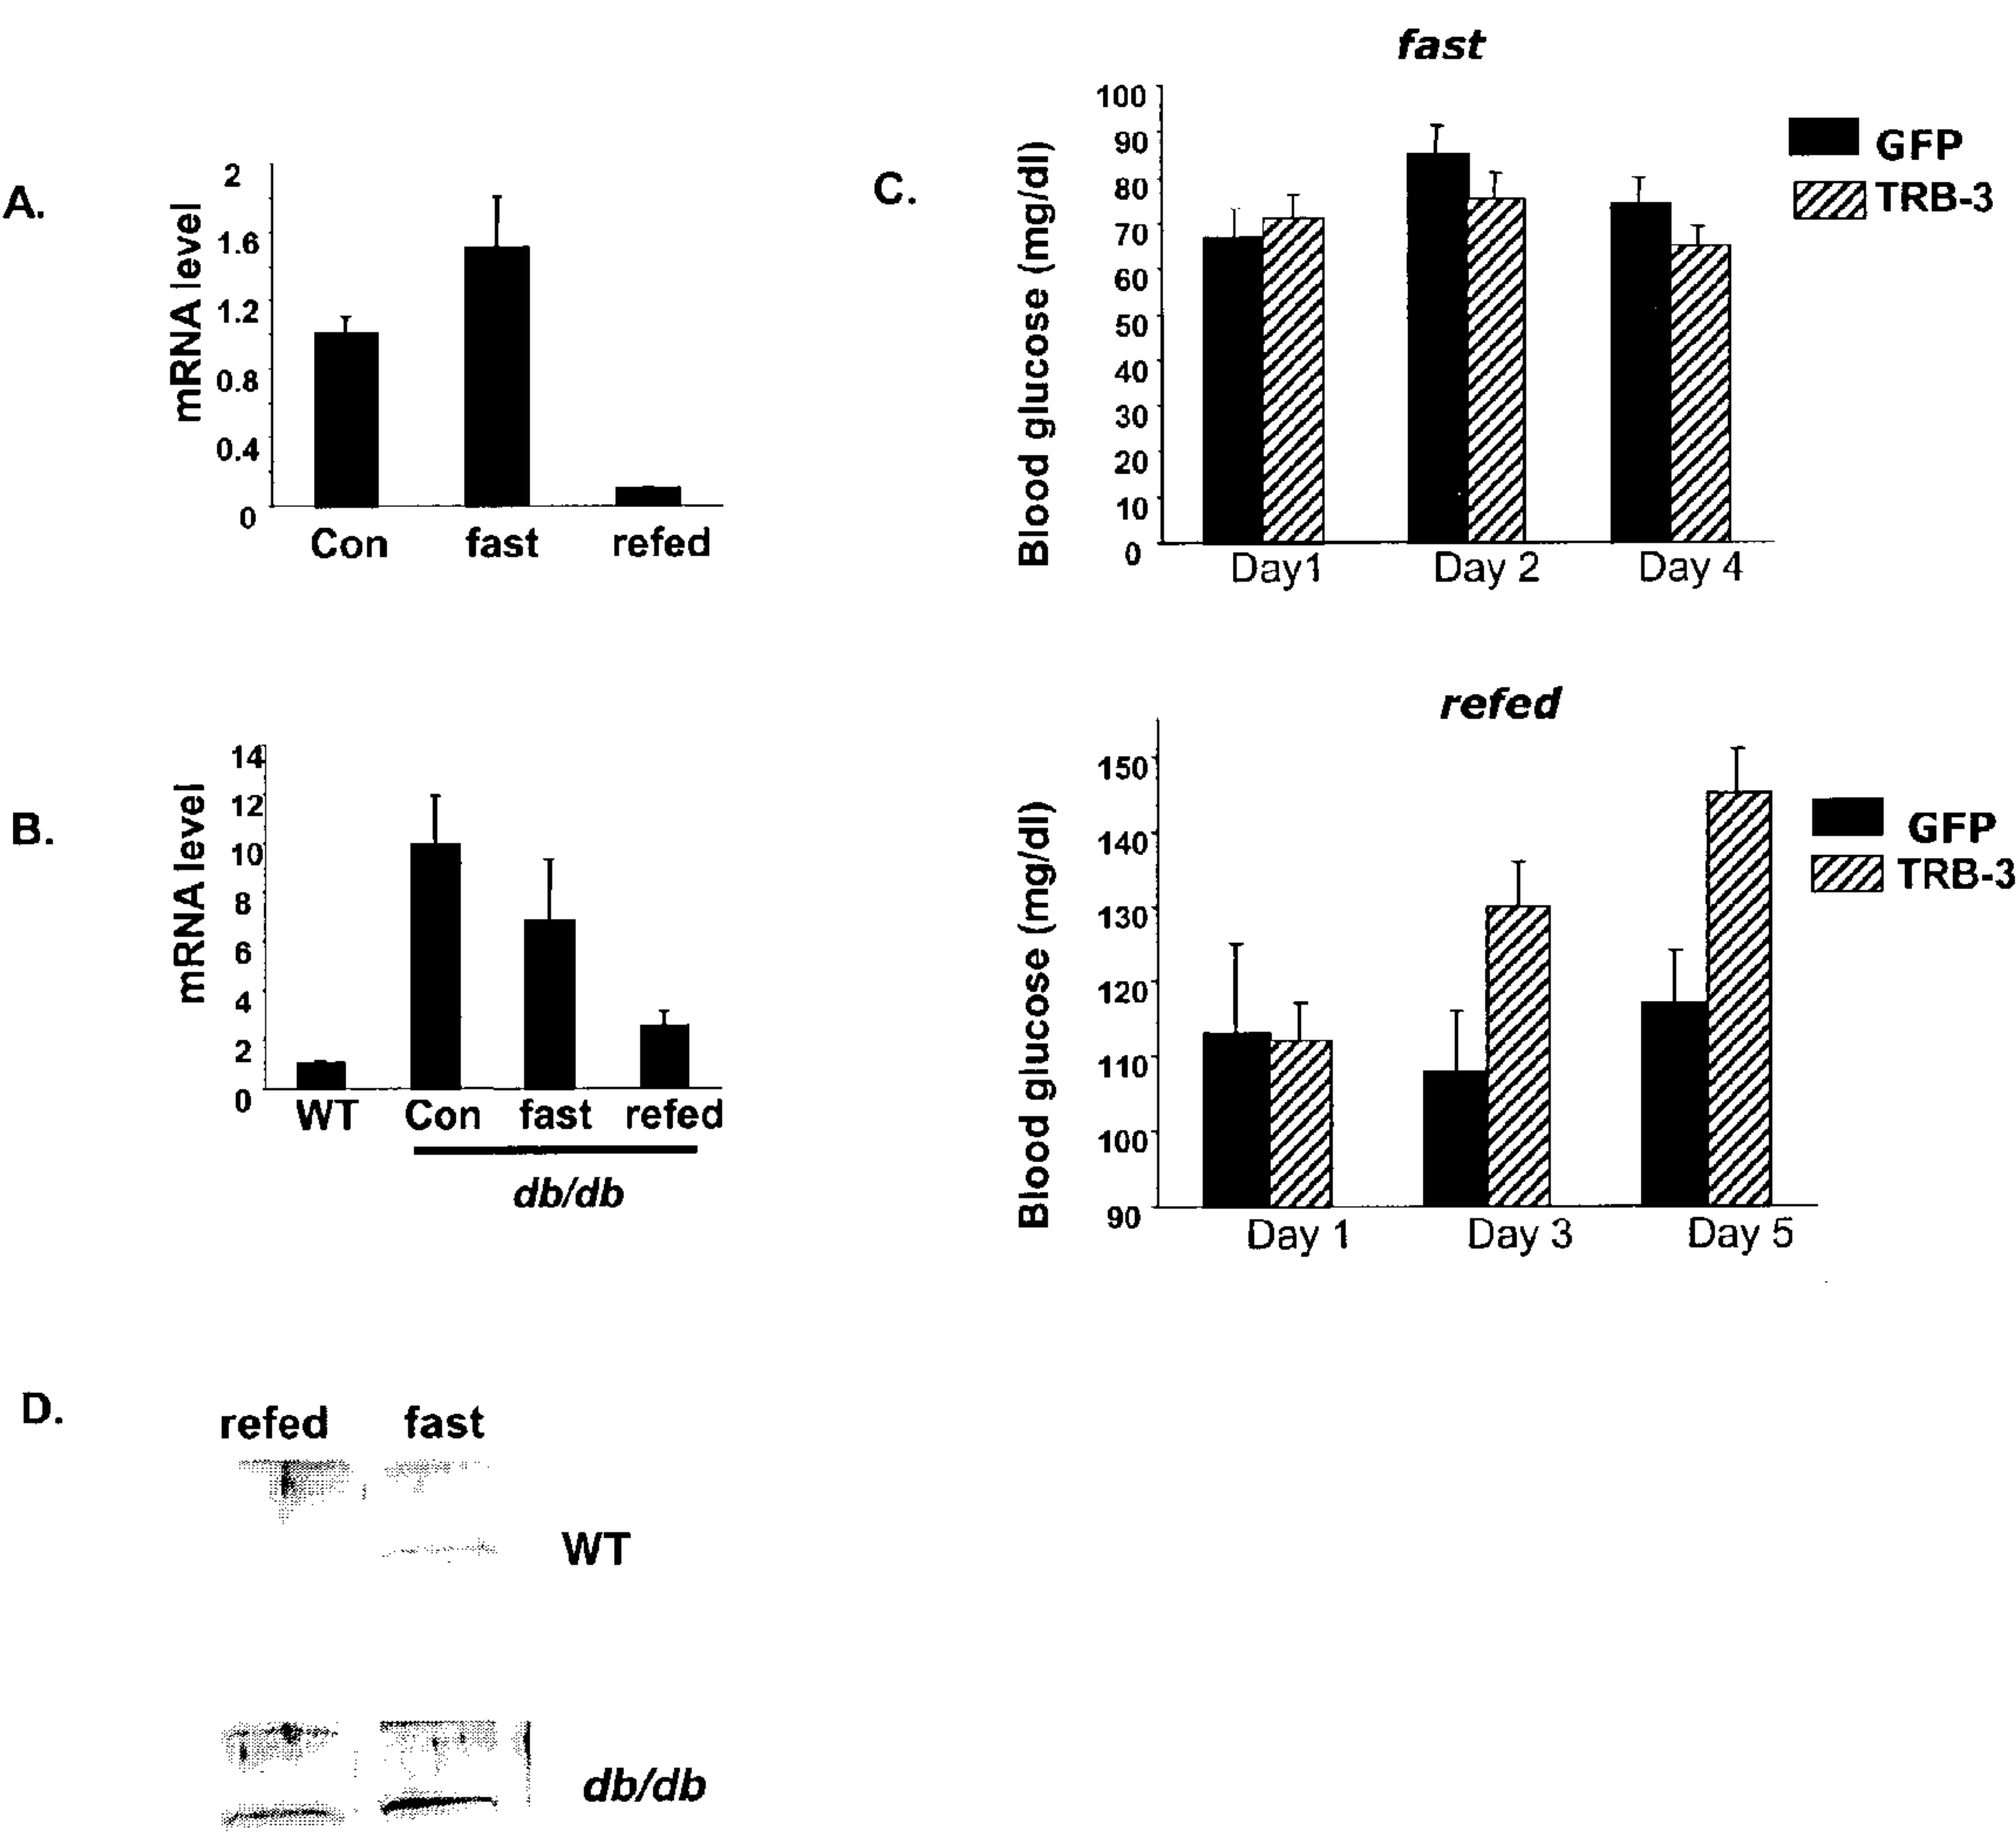 A.
mRNA level
2
1.6
1.2
0.8
0.4
0
Con fast refed
B.
mRNA level
14
12
10
8
6
4
2
0
WT Con fast refed
db/db
C.
fast
Blood glucose (mg/dl)
100
90
80
70
60
50
40
30
20
10
0
Day1 Day 2 Day 4
GFP
TRB-3
refed
Blood glucose (mg/dl)
150
140
130
120
110
100
90
Day 1 Day 3 Day 5
GFP
TRB-3
D.
refed fast
WT
db/db